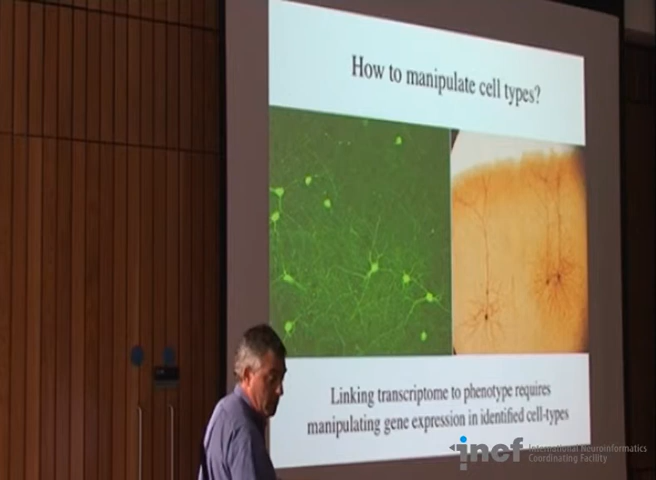 How to manipulate cell types?
Linking transcriptome to phenotype requires
manipulating gene expression in identified cell-types
incf International Neuroinformatics
Coordinating Facility